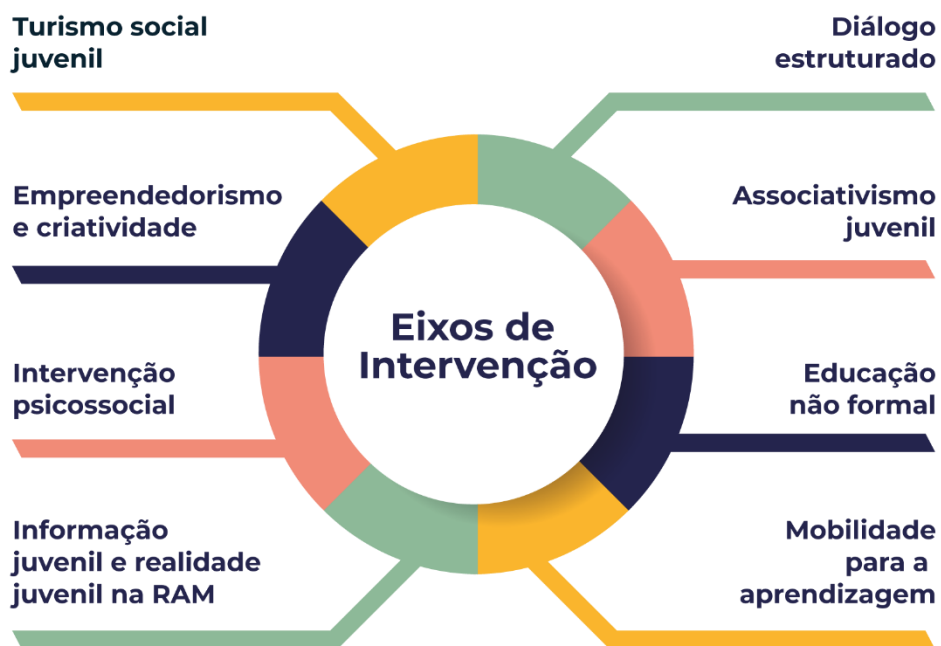 Turismo social
juvenil
Diálogo
estruturado
Empreendedorismo
e criatividade
Associativismo
juvenil
Eixos de
Intervenção
Intervenção
psicossocial
Educação
não formal
Informação
juvenil e realidade
juvenil na RAM
Mobilidade
para a
aprendizagem